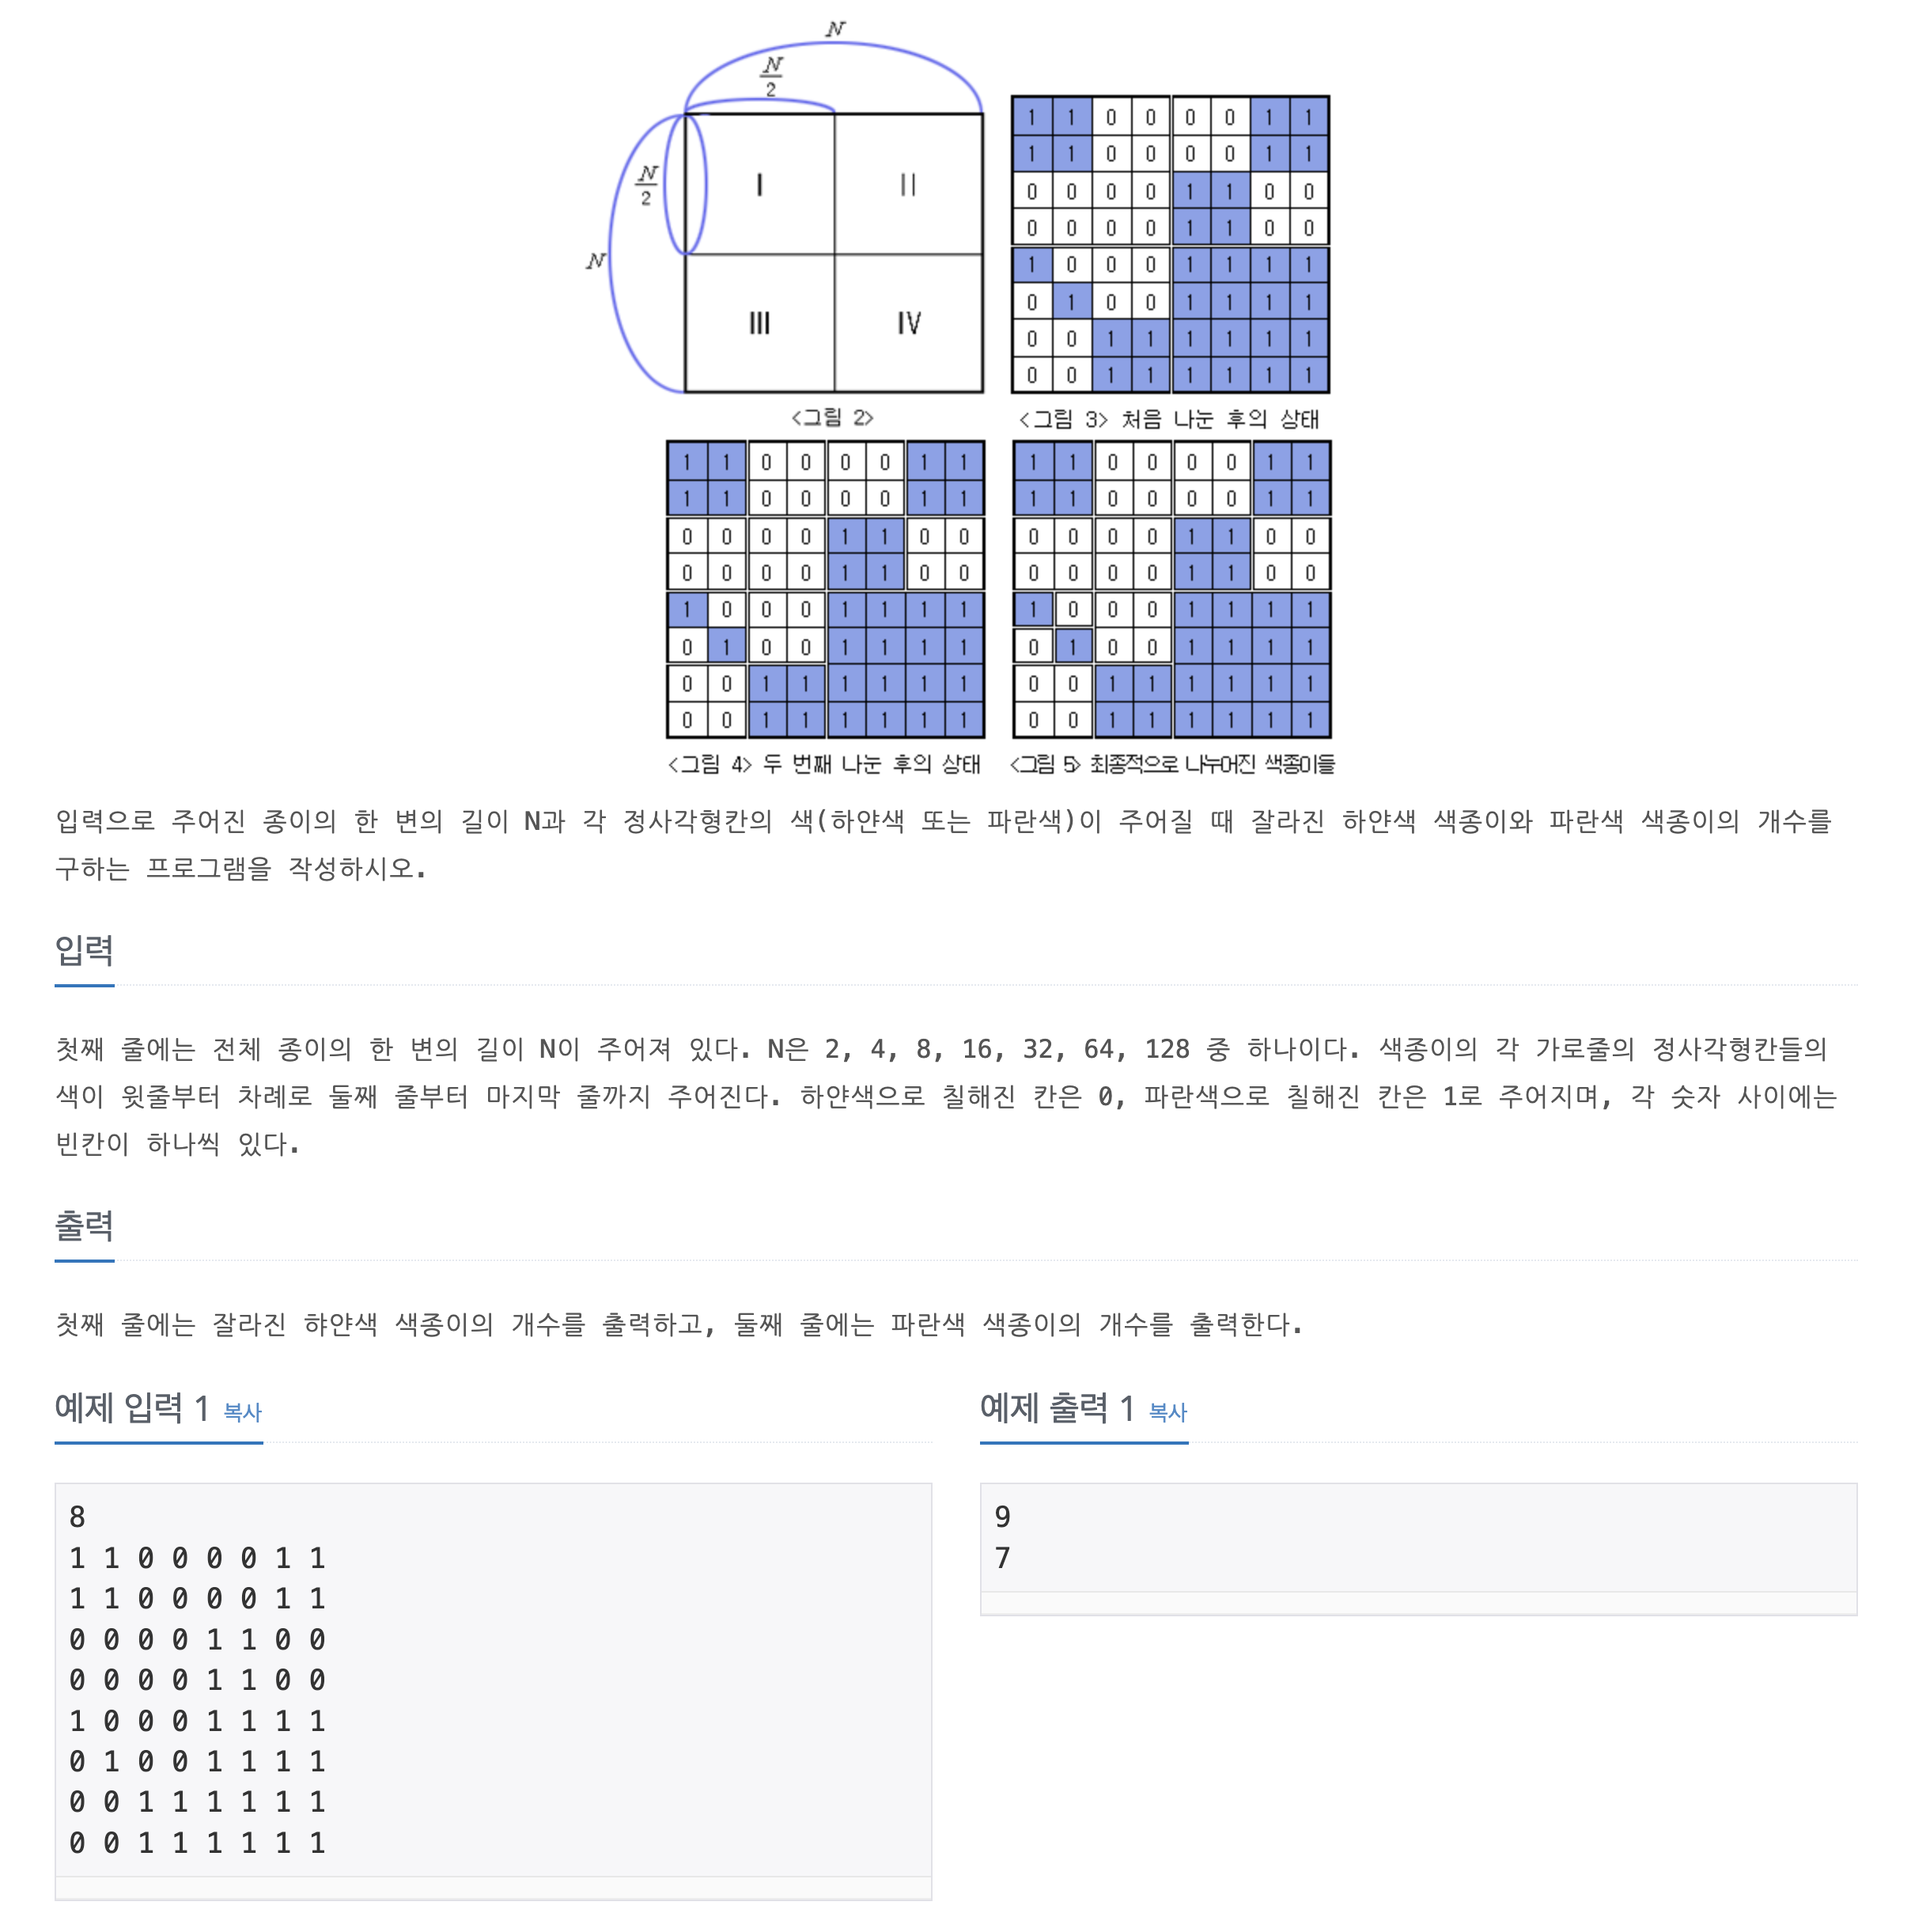 N
N
2
N
2
N
I
II
III
IV
<그림 2>
1 1 0 0 0 0 1 1
1 1 0 0 0 0 1 1
0 0 0 0 1 1 0 0
0 0 0 0 1 1 0 0
1 0 0 0 1 1 1 1
0 1 0 0 1 1 1 1
0 0 1 1 1 1 1 1
0 0 1 1 1 1 1 1
<그림 3> 처음 나눈 후의 상태
1 1 0 0 0 0 1 1
1 1 0 0 0 0 1 1
0 0 0 0 1 1 0 0
0 0 0 0 1 1 0 0
1 0 0 0 1 1 1 1
0 1 0 0 1 1 1 1
0 0 1 1 1 1 1 1
0 0 1 1 1 1 1 1
<그림 4> 두 번째 나눈 후의 상태
1 1 0 0 0 0 1 1
1 1 0 0 0 0 1 1
0 0 0 0 1 1 0 0
0 0 0 0 1 1 0 0
1 0 0 0 1 1 1 1
0 1 0 0 1 1 1 1
0 0 1 1 1 1 1 1
0 0 1 1 1 1 1 1
<그림 5> 최종적으로 나누어진 색종이들
입력으로 주어진 종이의 한 변의 길이 N과 각 정사각형칸의 색(하얀색 또는 파란색)이 주어질 때 잘라진 하얀색 색종이와 파란색 색종이의 개수를
구하는 프로그램을 작성하시오.
입력
첫째 줄에는 전체 종이의 한 변의 길이 N이 주어져 있다. N은 2, 4, 8, 16, 32, 64, 128 중 하나이다. 색종이의 각 가로줄의 정사각형칸들의
색이 윗줄부터 차례로 둘째 줄부터 마지막 줄까지 주어진다. 하얀색으로 칠해진 칸은 0, 파란색으로 칠해진 칸은 1로 주어지며, 각 숫자 사이에는
빈칸이 하나씩 있다.
출력
첫째 줄에는 잘라진 햐얀색 색종이의 개수를 출력하고, 둘째 줄에는 파란색 색종이의 개수를 출력한다.
예제 입력 1 복사
8
1 1 0 0 0 0 1 1
1 1 0 0 0 0 1 1
0 0 0 0 1 1 0 0
0 0 0 0 1 1 0 0
1 0 0 0 1 1 1 1
0 1 0 0 1 1 1 1
0 0 1 1 1 1 1 1
0 0 1 1 1 1 1 1
예제 출력 1 복사
9
7